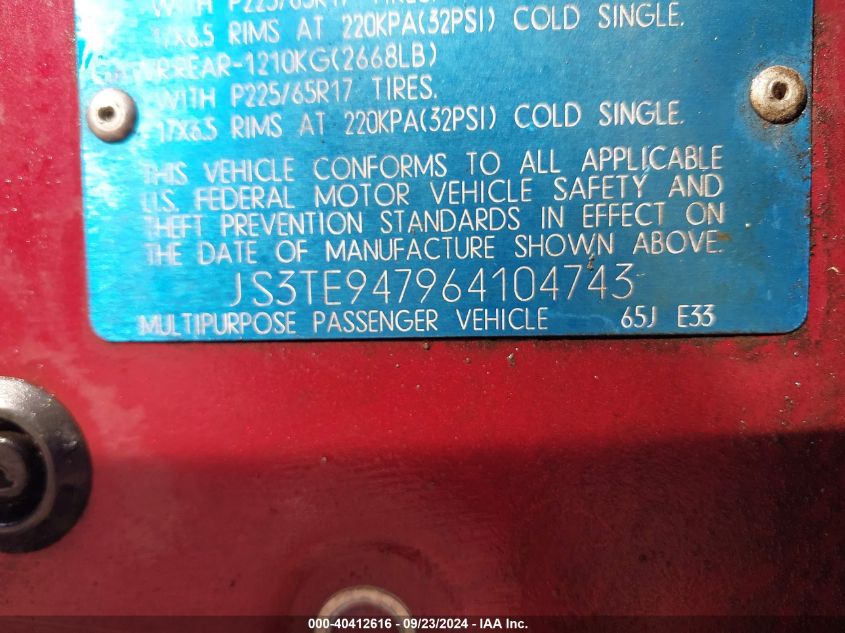 WITH P225/65R17 TIRES.
17X6.5 RIMS AT 220KPA(32PSI) COLD SINGLE.
RREAR-1210KG(2668LB)
WITH P225/65R17 TIRES.
17X6.5 RIMS AT 220KPA(32PSI) COLD SINGLE.
THIS VEHICLE CONFORMS TO ALL APPLICABLE
U.S. FEDERAL MOTOR VEHICLE SAFETY AND
THEFT PREVENTION STANDARDS IN EFFECT ON
THE DATE OF MANUFACTURE SHOWN ABOVE.
JS3TE947964104743
MULTIPURPOSE PASSENGER VEHICLE 65J E33
000-40412616 - 09/23/2024 - IAA Inc.